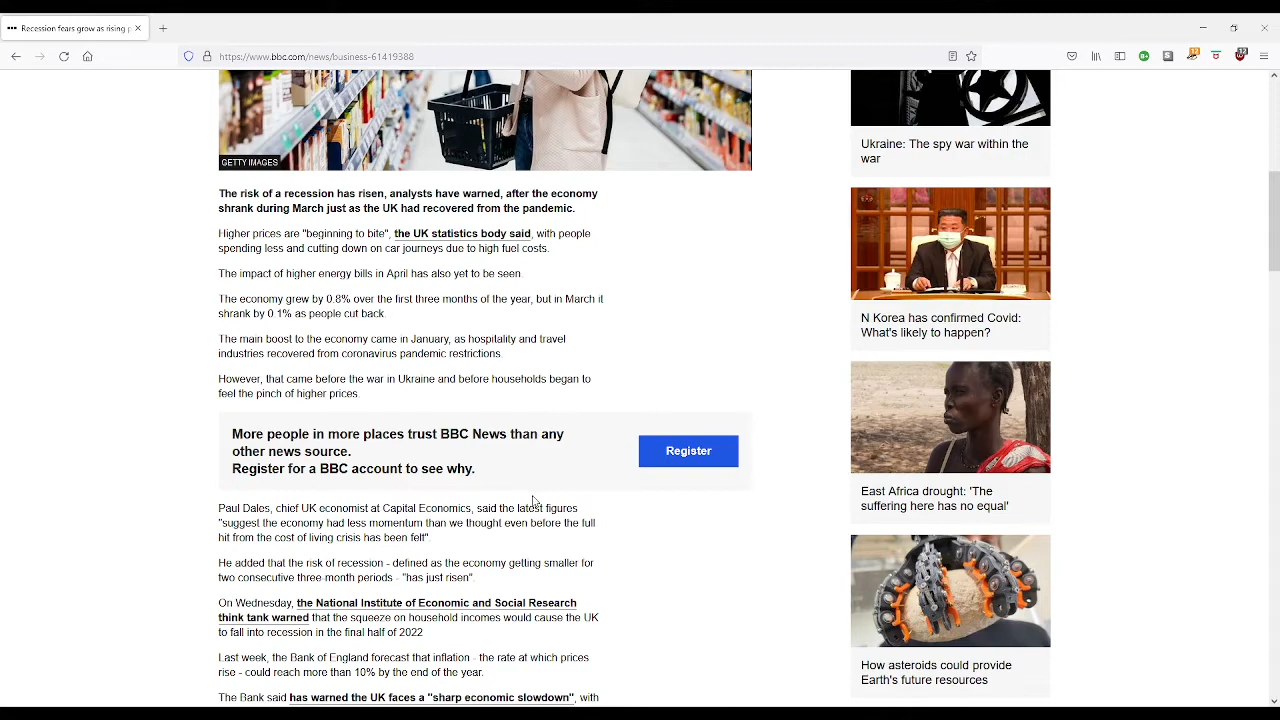 Recession fears grow as rising p
https://www.bbc.com/news/business-61419388
GETTY IMAGES
The risk of a recession has risen, analysts have warned, after the economy
shrank during March just as the UK had recovered from the pandemic.
Higher prices are "beginning to bite", the UK statistics body said, with people
spending less and cutting down on car journeys due to high fuel costs.
The impact of higher energy bills in April has also yet to be seen.
The economy grew by 0.8% over the first three months of the year, but in March it
shrank by 0.1% as people cut back.
The main boost to the economy came in January, as hospitality and travel
industries recovered from coronavirus pandemic restrictions.
However, that came before the war in Ukraine and before households began to
feel the pinch of higher prices.
More people in more places trust BBC News than any
other news source.
Register for a BBC account to see why.
Register
Paul Dales, chief UK economist at Capital Economics, said the latest figures
"suggest the economy had less momentum than we thought even before the full
hit from the cost of living crisis has been felt".
He added that the risk of recession - defined as the economy getting smaller for
two consecutive three-month periods - "has just risen".
On Wednesday, the National Institute of Economic and Social Research
think tank warned that the squeeze on household incomes would cause the UK
to fall into recession in the final half of 2022
Last week, the Bank of England forecast that inflation - the rate at which prices
rise - could reach more than 10% by the end of the year.
The Bank said has warned the UK faces a "sharp economic slowdown", with
Ukraine: The spy war within the
war
N Korea has confirmed Covid:
What's likely to happen?
East Africa drought: 'The
suffering here has no equal'
How asteroids could provide
Earth's future resources